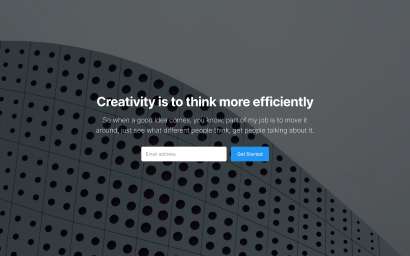 Creativity is to think more efficiently
So when a good idea comes, you know, part of my job is to move it
around, just see what different people think, get people talking about it.
Email address
Get Started